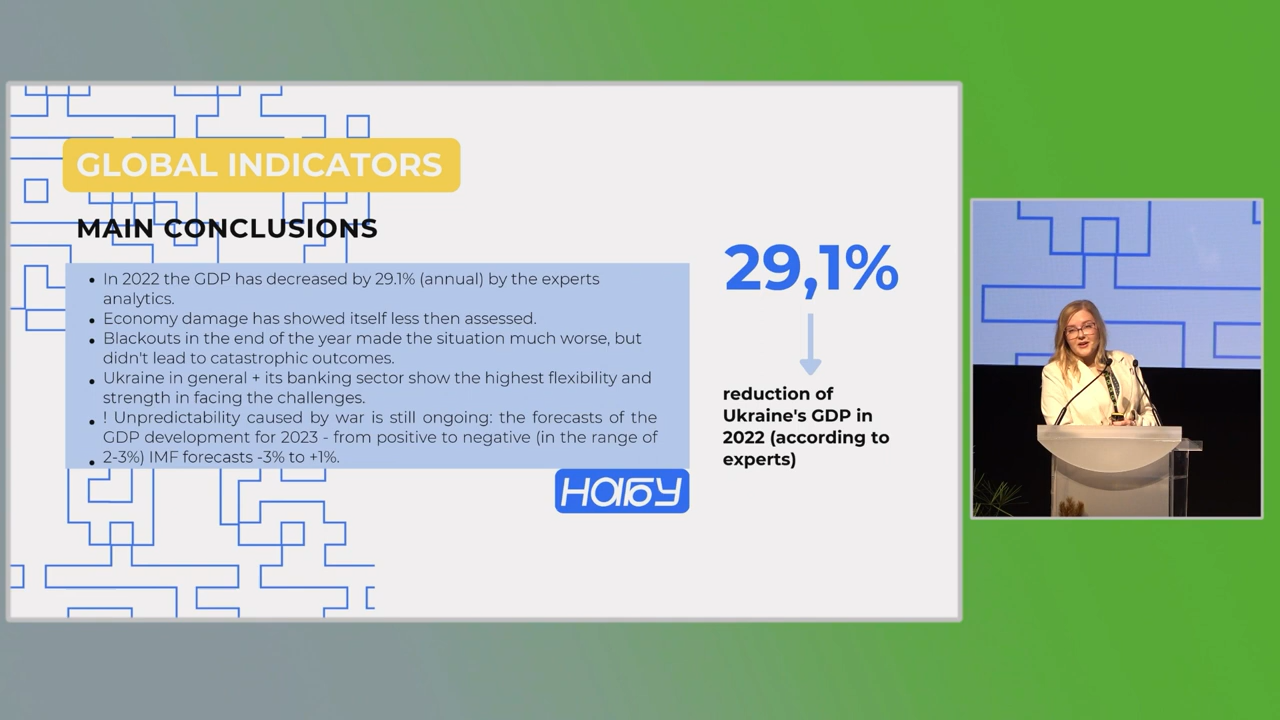 GLOBAL INDICATORS
MAIN CONCLUSIONS
• In 2022 the GDP has decreased by 29.1% (annual) by the experts
analytics.
• Economy damage has showed itself less then assessed.
• Blackouts in the end of the year made the situation much worse, but
didn't lead to catastrophic outcomes.
• Ukraine in general + its banking sector show the highest flexibility and
strength in facing the challenges.
• ! Unpredictability caused by war is still ongoing: the forecasts of the
GDP development for 2023 - from positive to negative (in the range of
• 2-3%) IMF forecasts -3% to +1%.
НАБУ
29,1%
reduction of
Ukraine's GDP in
2022 (according to
experts)